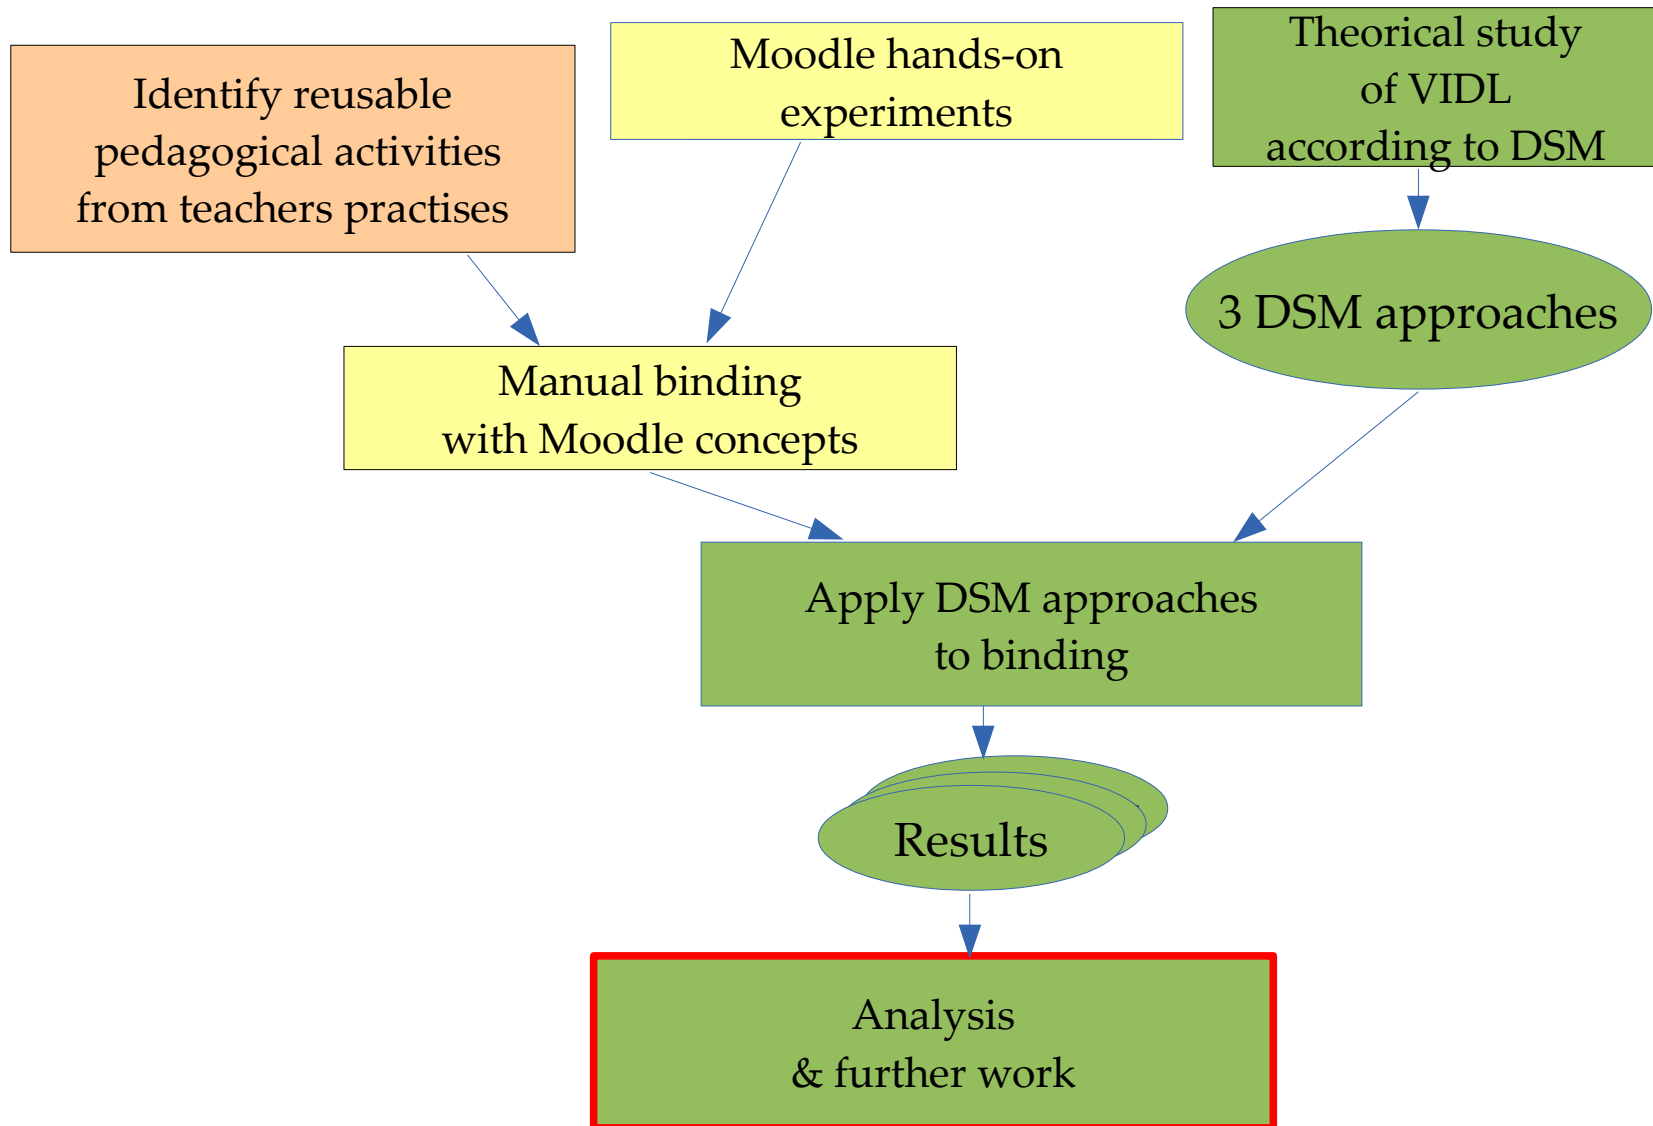 Identify reusable
pedagogical activities
from teachers practises
Moodle hands-on
experiments
Theorical study
of VIDL
according to DSM
3 DSM approaches
Manual binding
with Moodle concepts
Apply DSM approaches
to binding
Results
Analysis
& further work